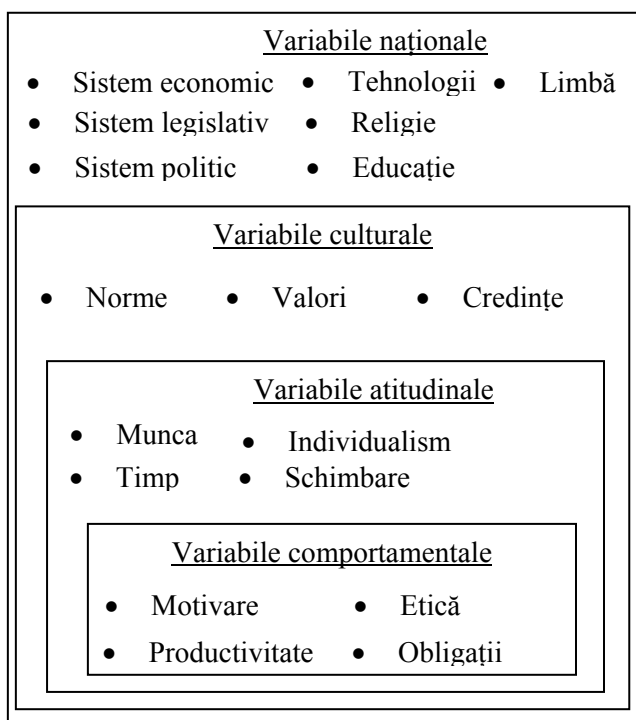 Variabile naționale
• Sistem economic • Tehnologii • Limbă
• Sistem legislativ • Religie
• Sistem politic • Educație
Variabile culturale
• Norme • Valori • Credințe
Variabile atitudinale
• Munca • Individualism
• Timp • Schimbare
Variabile comportamentale
• Motivare • Etică
• Productivitate • Obligații